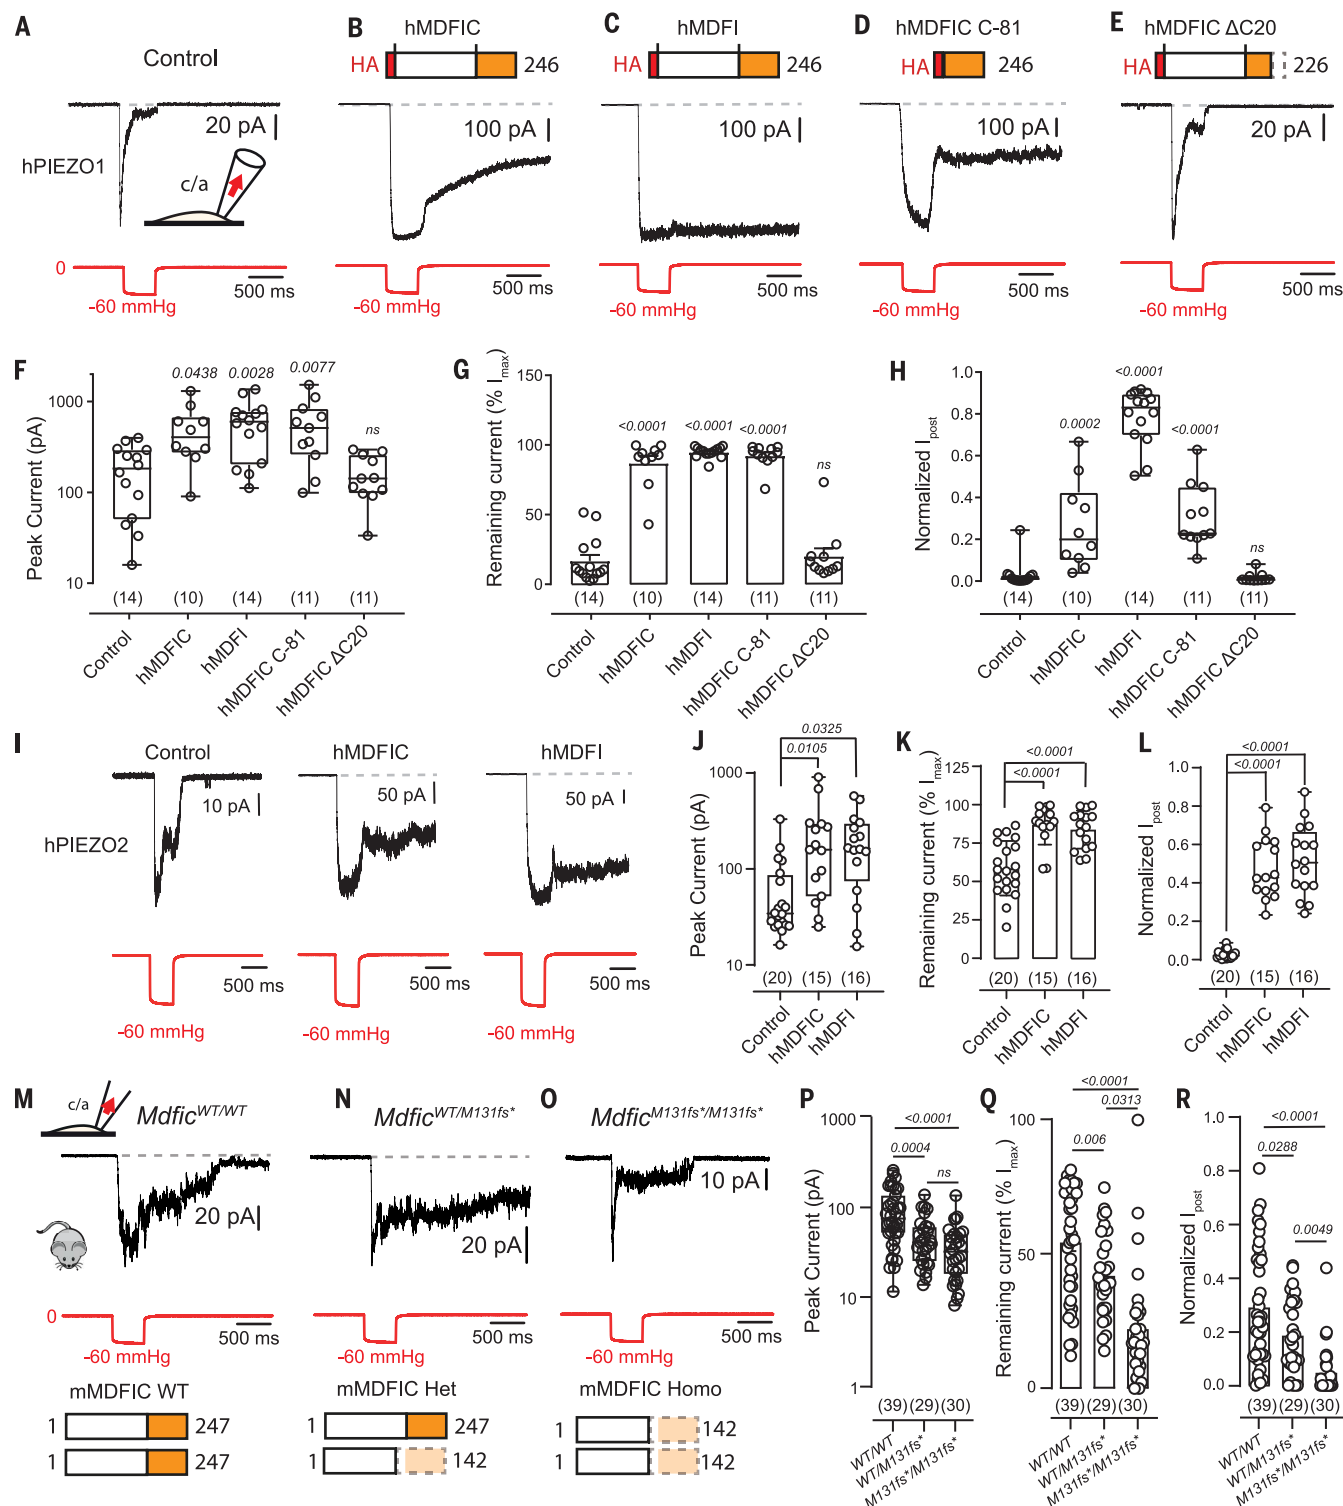 A
Control
20 pA
hPIEZO1
c/a
0
-60 mmHg
500 ms
B
hMDFIC
HA
246
100 pA
-60 mmHg
500 ms
C
hMDFI
HA
246
100 pA
-60 mmHg
500 ms
D
hMDFIC C-81
HA
246
100 pA
-60 mmHg
500 ms
E
hMDFIC ΔC20
HA
226
20 pA
-60 mmHg
500 ms
F
Peak Current (pA)
1000
100
10
0.0438
0.0028
0.0077
ns
(14)
(10)
(14)
(11)
(11)
Control
hMDFIC
hMDFI
hMDFIC C-81
hMDFIC ΔC20
G
Remaining current (% Imax)
150
100
50
0
<0.0001
<0.0001
<0.0001
ns
(14)
(10)
(14)
(11)
(11)
Control
hMDFIC
hMDFI
hMDFIC C-81
hMDFIC ΔC20
H
Normalized Ipost
1.0
0.8
0.6
0.4
0.2
0.0
0.0002
<0.0001
<0.0001
ns
(14)
(10)
(14)
(11)
(11)
Control
hMDFIC
hMDFI
hMDFIC C-81
hMDFIC ΔC20
I
Control
hMDFIC
hMDFI
hPIEZO2
10 pA
50 pA
50 pA
500 ms
500 ms
500 ms
-60 mmHg
-60 mmHg
-60 mmHg
J
Peak Current (pA)
1000
100
10
0.0325
0.0105
(20)
(15)
(16)
Control
hMDFIC
hMDFI
K
Remaining current (% Imax)
125
100
75
50
25
0
<0.0001
<0.0001
(20)
(15)
(16)
Control
hMDFIC
hMDFI
L
Normalized Ipost
1.0
0.8
0.6
0.4
0.2
0.0
<0.0001
<0.0001
(20)
(15)
(16)
Control
hMDFIC
hMDFI
M
c/a
Mdfic WT/WT
20 pA
0
-60 mmHg
500 ms
mMDFIC WT
1
247
1
247
N
Mdfic WT/M131fs*
20 pA
-60 mmHg
500 ms
mMDFIC Het
1
247
1
142
O
Mdfic M131fs*/M131fs*
10 pA
-60 mmHg
500 ms
mMDFIC Homo
1
142
1
142
P
Peak Current (pA)
1000
100
10
1
<0.0001
0.0004
ns
(39)
(29)
(30)
WT/WT
WT/M131fs*
M131fs*/M131fs*
Q
Remaining current (% Imax)
100
50
0
<0.0001
0.0313
0.006
(39)
(29)
(30)
WT/WT
WT/M131fs*
M131fs*/M131fs*
R
Normalized Ipost
1.0
0.8
0.6
0.4
0.2
0.0
<0.0001
0.0288
0.0049
(39)
(29)
(30)
WT/WT
WT/M131fs*
M131fs*/M131fs*